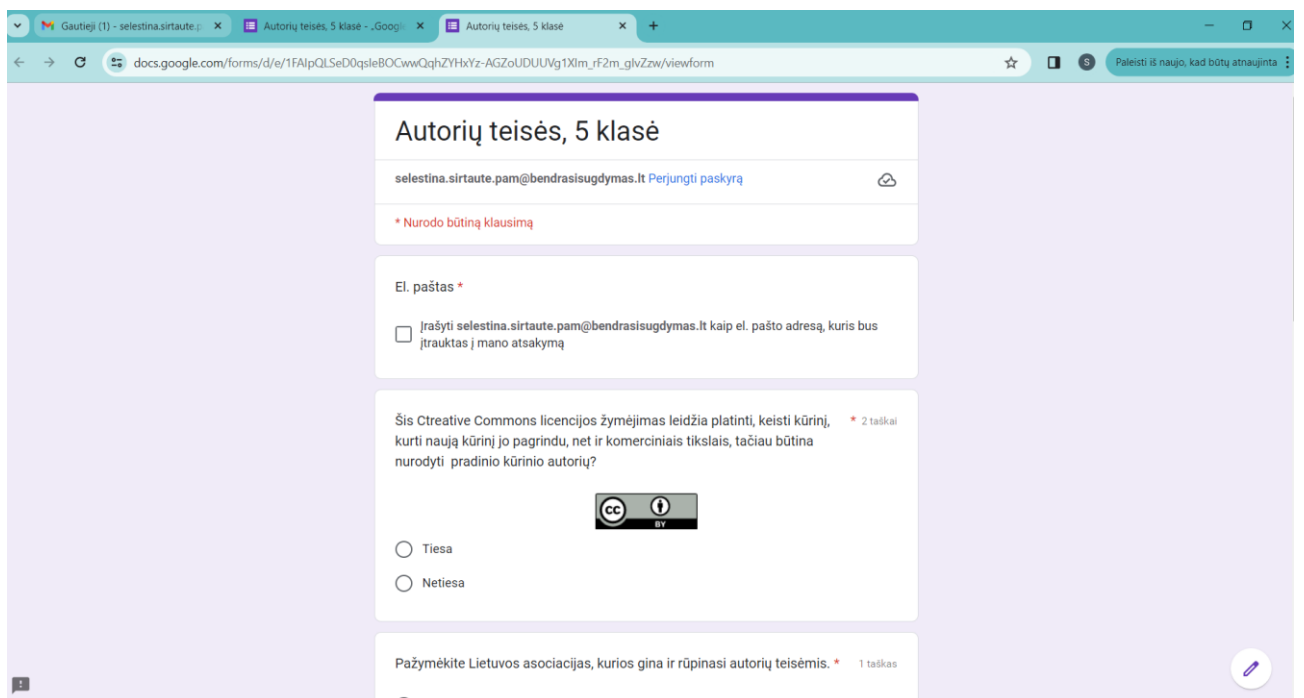 Gautieji (1) - selestina.sirtaute.p
Autorių teisės, 5 klasė - „Googl
Autorių teisės, 5 klasė
docs.google.com/forms/d/e/1FAIpQLSeD0qsleBOCwwQqhZYHxYz-AGZoUDUUVg1XIm_rF2m_glvZzw/viewform
S
Paleisti iš naujo, kad būtų atnaujinta
Autorių teisės, 5 klasė
selestina.sirtaute.pam@bendrasisugdymas.lt Perjungti paskyrą
* Nurodo būtiną klausimą
El. paštas *
Įrašyti selestina.sirtaute.pam@bendrasisugdymas.lt kaip el. pašto adresą, kuris bus
įtrauktas į mano atsakymą
Šis Ctreative Commons licencijos žymėjimas leidžia platinti, keisti kūrinį, * 2 taškai
kurti naują kūrinį jo pagrindu, net ir komerciniais tikslais, tačiau būtina
nurodyti pradinio kūrinio autorių?
cc
BY
Tiesa
Netiesa
Pažymėkite Lietuvos asociacijas, kurios gina ir rūpinasi autorių teisėmis. * 1 taškas